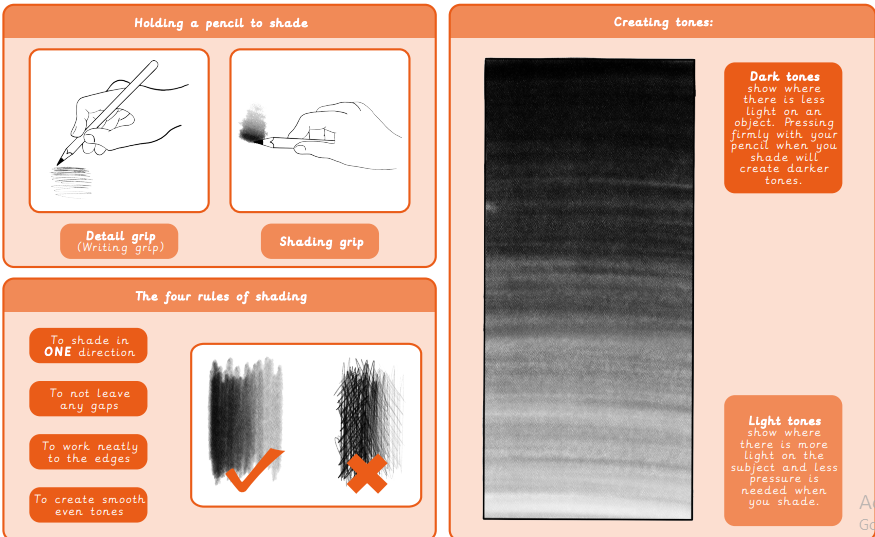 Holding a pencil to shade
Detail grip
(Writing grip)
Shading grip
The four rules of shading
To shade in
ONE direction
To not leave
any gaps
To work neatly
to the edges
To create smooth
even tones
Creating tones:
Dark tones
show where
there is less
light on an
object. Pressing
firmly with your
pencil when you
shade will
create darker
tones.
Light tones
show where
there is more
light on the
subject and less
pressure is
needed when
you shade.